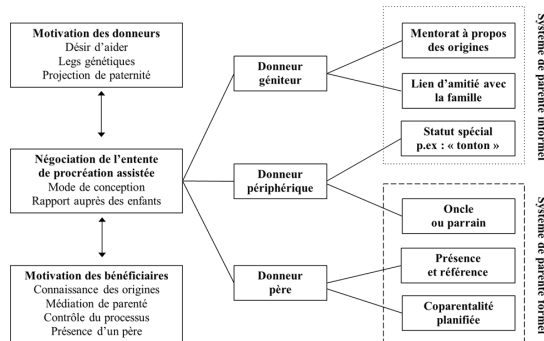 Motivation des donneurs
Désir d'aider
Legs génétiques
Projection de paternité
Négociation de l'entente
de procréation assistée
Mode de conception
Rapport auprès des enfants
Motivation des bénéficiaires
Connaissance des origines
Médiation de parenté
Contrôle du processus
Présence d'un père
Donneur
géniteur
Donneur
périphérique
Donneur
père
Mentorat à propos
des origines
Lien d'amitié avec
la famille
Statut spécial
p.ex : « tonton »
Oncle
ou parrain
Présence
et référence
Coparentalité
planifiée
Système de parenté informel
Système de parenté formel